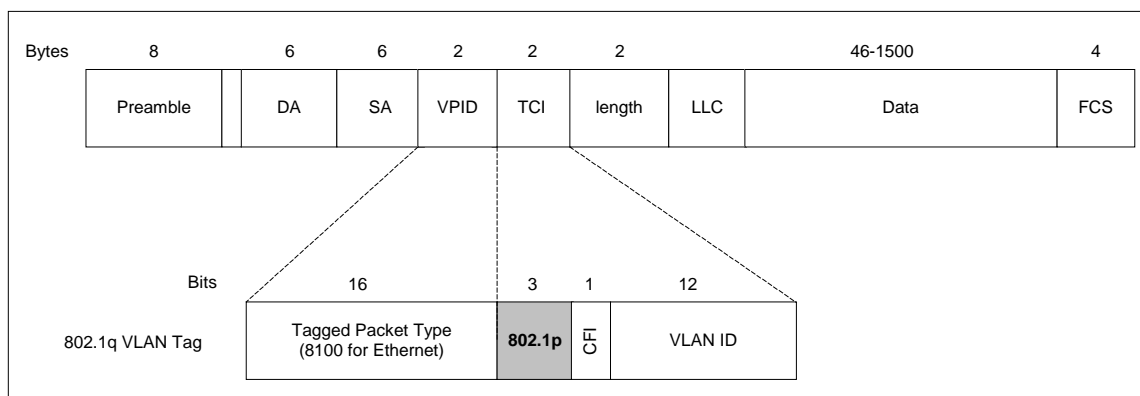 Bytes 8 6 6 2 2 2 46-1500 4
Preamble DA SA VPID TCI length LLC Data FCS
Bits 16 3 1 12
802.1q VLAN Tag
Tagged Packet Type
(8100 for Ethernet)
802.1p
CFI
VLAN ID